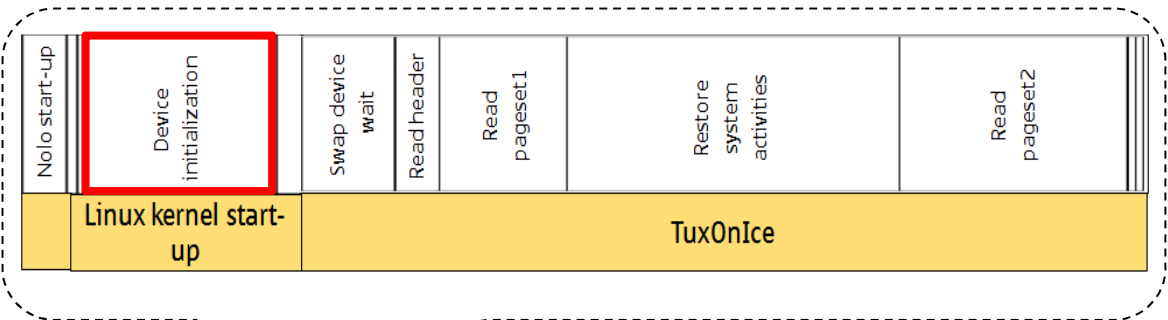 Nolo start-up
Device
initialization
Swap device
wait
Read header
Read
pageset1
Restore
system
activities
Read
pageset2
Linux kernel start-
up
TuxOnIce